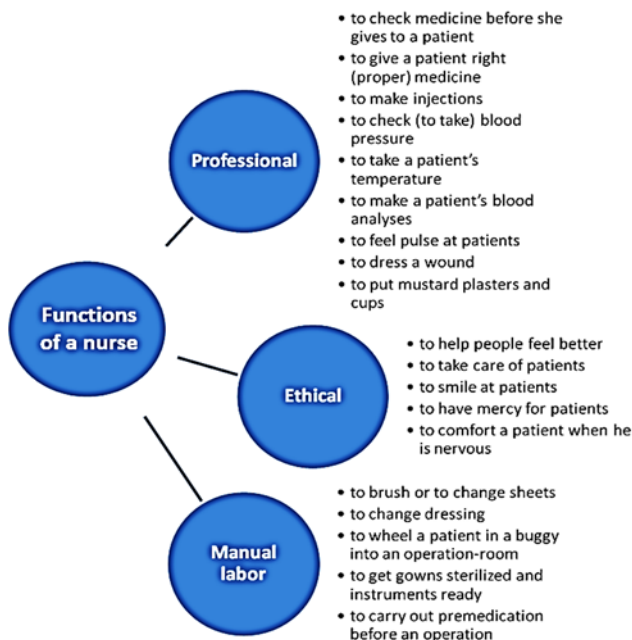 Functions
of a nurse
Professional
• to check medicine before she
gives to a patient
• to give a patient right
(proper) medicine
• to make injections
• to check (to take) blood
pressure
• to take a patient's
temperature
• to make a patient's blood
analyses
• to feel pulse at patients
• to dress a wound
• to put mustard plasters and
cups
Ethical
• to help people feel better
• to take care of patients
• to smile at patients
• to have mercy for patients
• to comfort a patient when he
is nervous
Manual
labor
• to brush or to change sheets
• to change dressing
• to wheel a patient in a buggy
into an operation-room
• to get gowns sterilized and
instruments ready
• to carry out premedication
before an operation